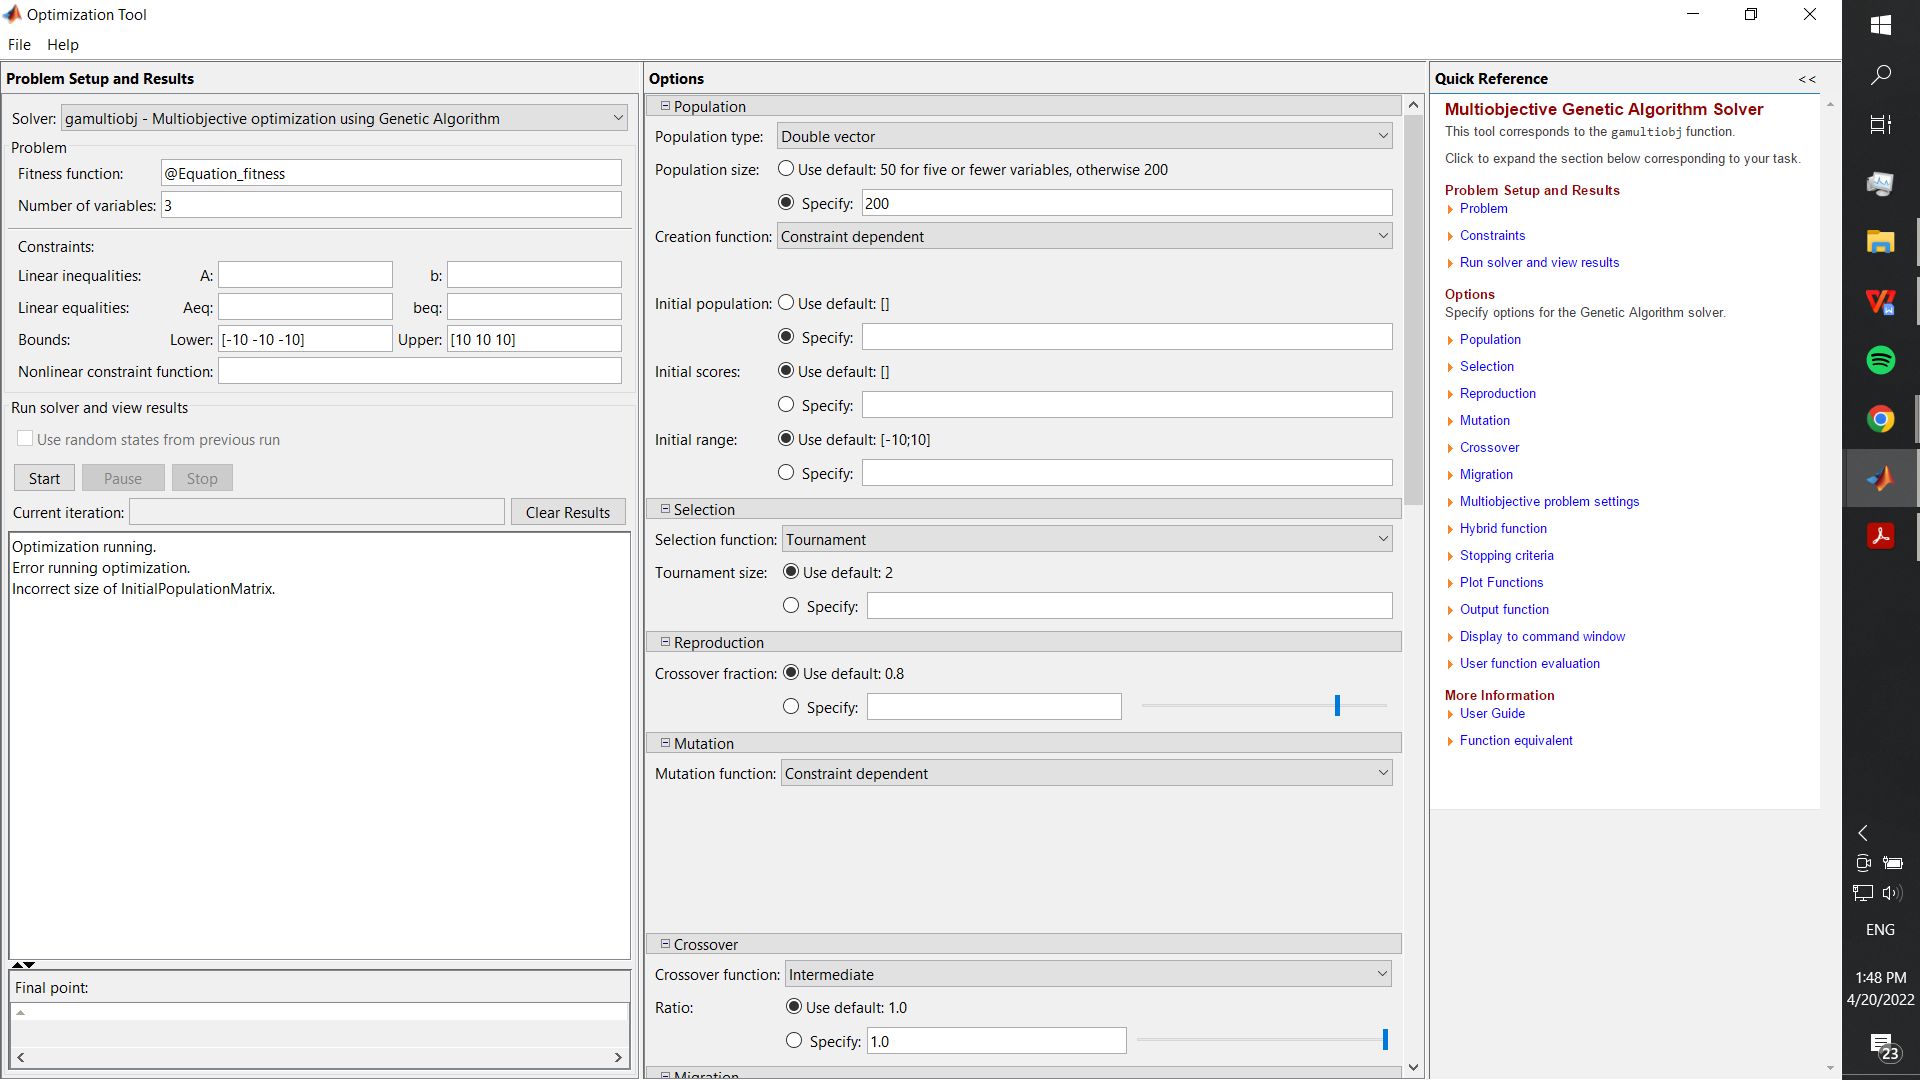 Optimization Tool
File Help
Problem Setup and Results
Solver: gamultiobj - Multiobjective optimization using Genetic Algorithm
Problem
Fitness function: @Equation_fitness
Number of variables: 3
Constraints:
Linear inequalities: A: b:
Linear equalities: Aeq: beq:
Bounds: Lower: [-10 -10 -10] Upper: [10 10 10]
Nonlinear constraint function:
Run solver and view results
Use random states from previous run
Start Pause Stop
Current iteration: Clear Results
Optimization running.
Error running optimization.
Incorrect size of InitialPopulationMatrix.
Final point:
Options
Population
Population type: Double vector
Population size: Use default: 50 for five or fewer variables, otherwise 200
Specify: 200
Creation function: Constraint dependent
Initial population: Use default: []
Specify:
Initial scores: Use default: []
Specify:
Initial range: Use default: [-10;10]
Specify:
Selection
Selection function: Tournament
Tournament size: Use default: 2
Specify:
Reproduction
Crossover fraction: Use default: 0.8
Specify:
Mutation
Mutation function: Constraint dependent
Crossover
Crossover function: Intermediate
Ratio: Use default: 1.0
Specify: 1.0
Migration
Quick Reference <<
Multiobjective Genetic Algorithm Solver
This tool corresponds to the gamultiobj function.
Click to expand the section below corresponding to your task.
Problem Setup and Results
Problem
Constraints
Run solver and view results
Options
Specify options for the Genetic Algorithm solver.
Population
Selection
Reproduction
Mutation
Crossover
Migration
Multiobjective problem settings
Hybrid function
Stopping criteria
Plot Functions
Output function
Display to command window
User function evaluation
More Information
User Guide
Function equivalent
ENG
1:48 PM
4/20/2022
23